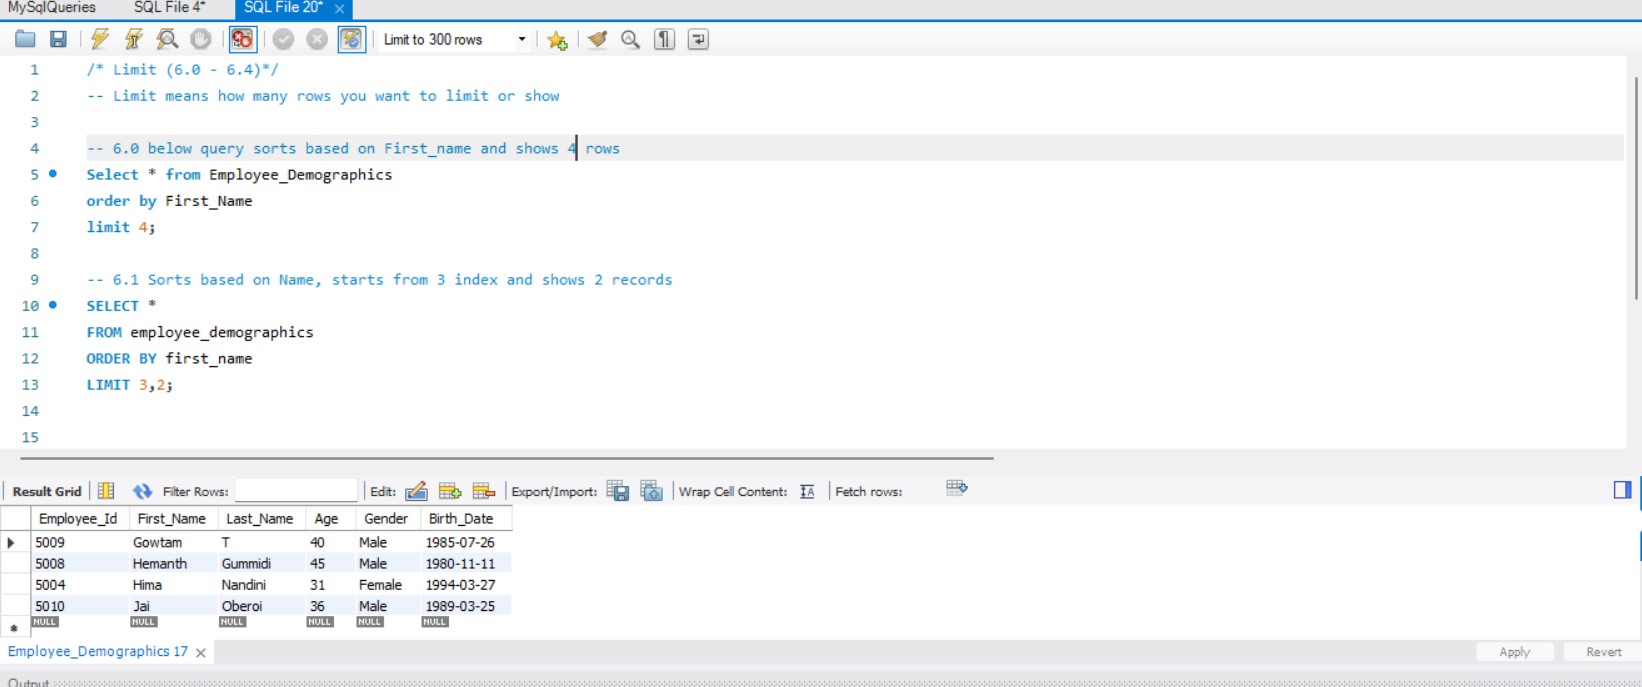 MySqlQueries SQL File 4* SQL File 20*
Limit to 300 rows
1 /* Limit (6.0 - 6.4)*/
2 -- Limit means how many rows you want to limit or show
3
4 -- 6.0 below query sorts based on First_name and shows 4 rows
5 Select * from Employee_Demographics
6 order by First_Name
7 limit 4;
8
9 -- 6.1 Sorts based on Name, starts from 3 index and shows 2 records
10 SELECT *
11 FROM employee_demographics
12 ORDER BY first_name
13 LIMIT 3,2;
14
15
Result Grid Filter Rows: Edit: Export/Import: Wrap Cell Content: IA Fetch rows:
Employee_Id First_Name Last_Name Age Gender Birth_Date
5009 Gowtam T 40 Male 1985-07-26
5008 Hemanth Gummidi 45 Male 1980-11-11
5004 Hima Nandini 31 Female 1994-03-27
5010 Jai Oberoi 36 Male 1989-03-25
NULL NULL NULL NULL NULL NULL
Employee_Demographics 17 Apply Revert
Output